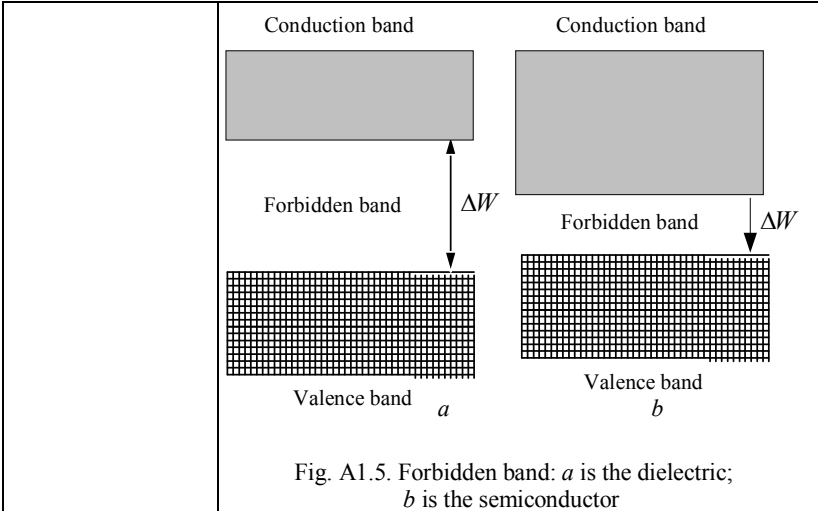 Conduction band
Conduction band
Forbidden band
ΔW
Forbidden band
ΔW
Valence band
a
Valence band
b
Fig. A1.5. Forbidden band: a is the dielectric;
b is the semiconductor